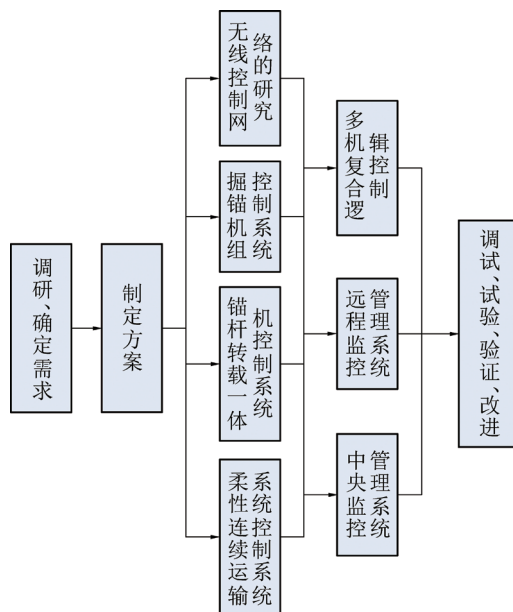 调研、确定需求
制定方案
无线控制网
络的研究
掘锚机组
控制系统
锚杆转载一体
机控制系统
柔性连续运输
系统控制系统
多机复合逻
辑控制
远程监控
管理系统
中央监控
管理系统
调试、试验、验证、改进